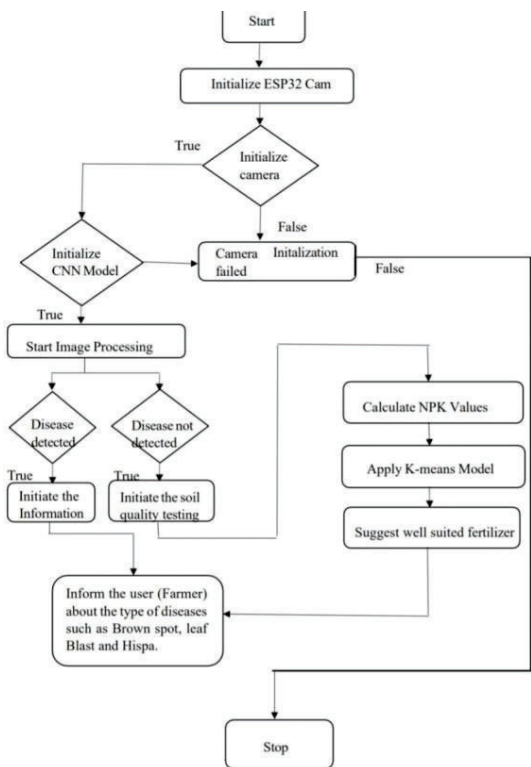 Start
Initialize ESP32 Cam
True
Initialize
camera
False
Initialize
CNN Model
Camera Initalization
failed
False
True
Start Image Processing
Calculate NPK Values
Disease
detected
Disease not
detected
True
True
Apply K-means Model
Initiate the
Information
Initiate the soil
quality testing
Suggest well suited fertilizer
Inform the user (Farmer)
about the type of diseases
such as Brown spot, leaf
Blast and Hispa.
Stop